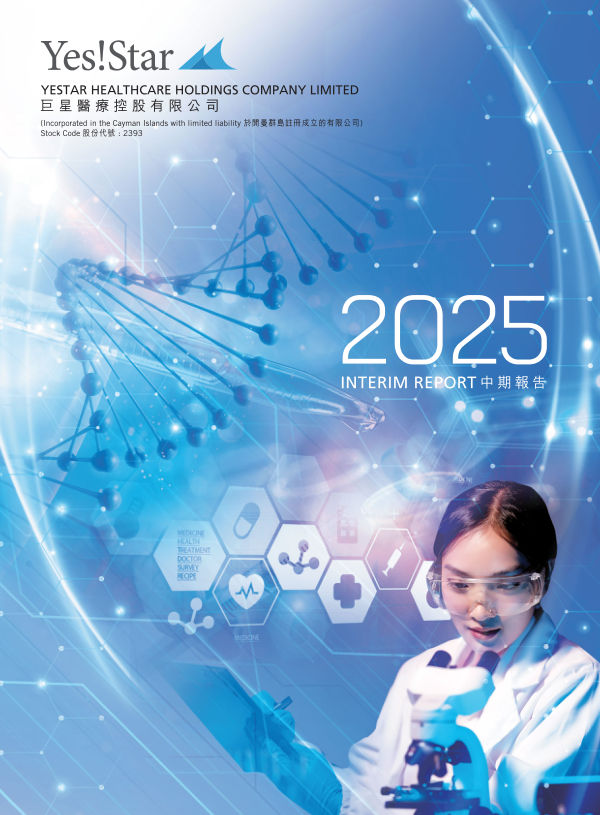 Yes!Star
YESTAR HEALTHCARE HOLDINGS COMPANY LIMITED
巨星醫療控股有限公司
(Incorporated in the Cayman Islands with limited liability 於開曼群島註冊成立的有限公司)
Stock Code 股份代號 : 2393
2025
INTERIM REPORT 中期報告
MEDICINE
HEALTH
TREATMENT
DOCTOR
SURVEY
RECIPE
MEDICINE